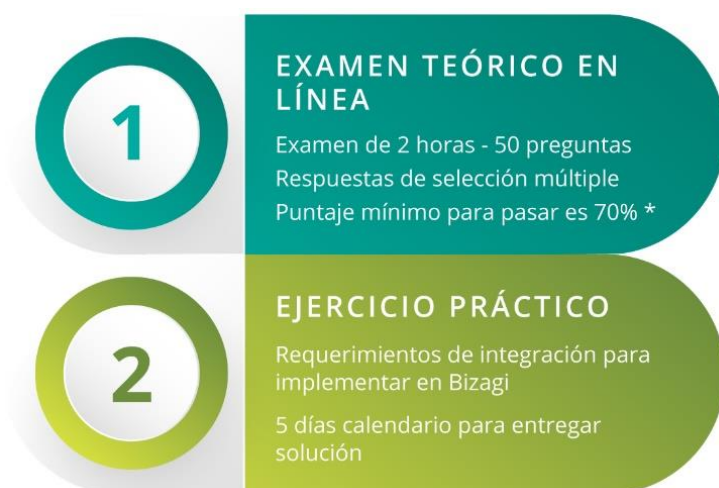 1
EXAMEN TEÓRICO EN
LÍNEA
Examen de 2 horas - 50 preguntas
Respuestas de selección múltiple
Puntaje mínimo para pasar es 70% *
2
EJERCICIO PRÁCTICO
Requerimientos de integración para
implementar en Bizagi
5 días calendario para entregar
solución